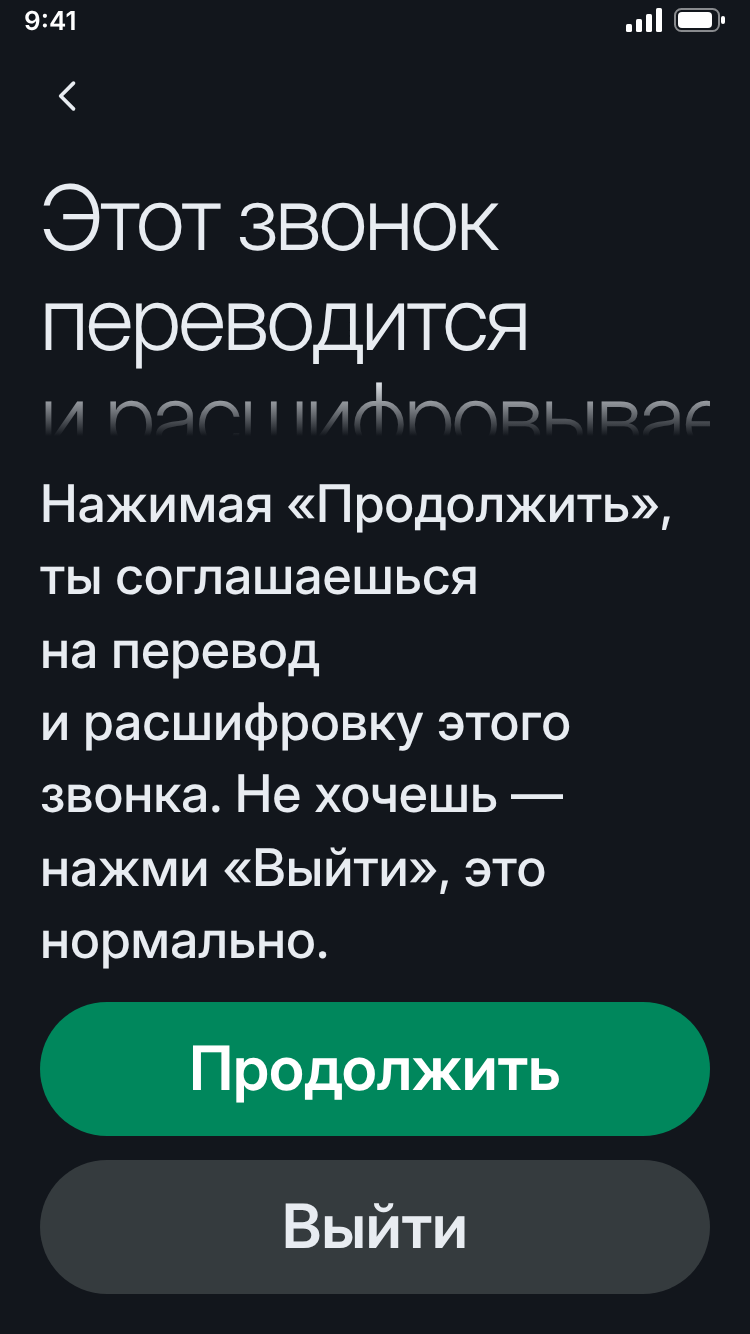 9:41
Этот звонок
переводится
и расшифровывае
Нажимая «Продолжить»,
ты соглашаешься
на перевод
и расшифровку этого
звонка. Не хочешь —
нажми «Выйти», это
нормально.
Продолжить
Выйти